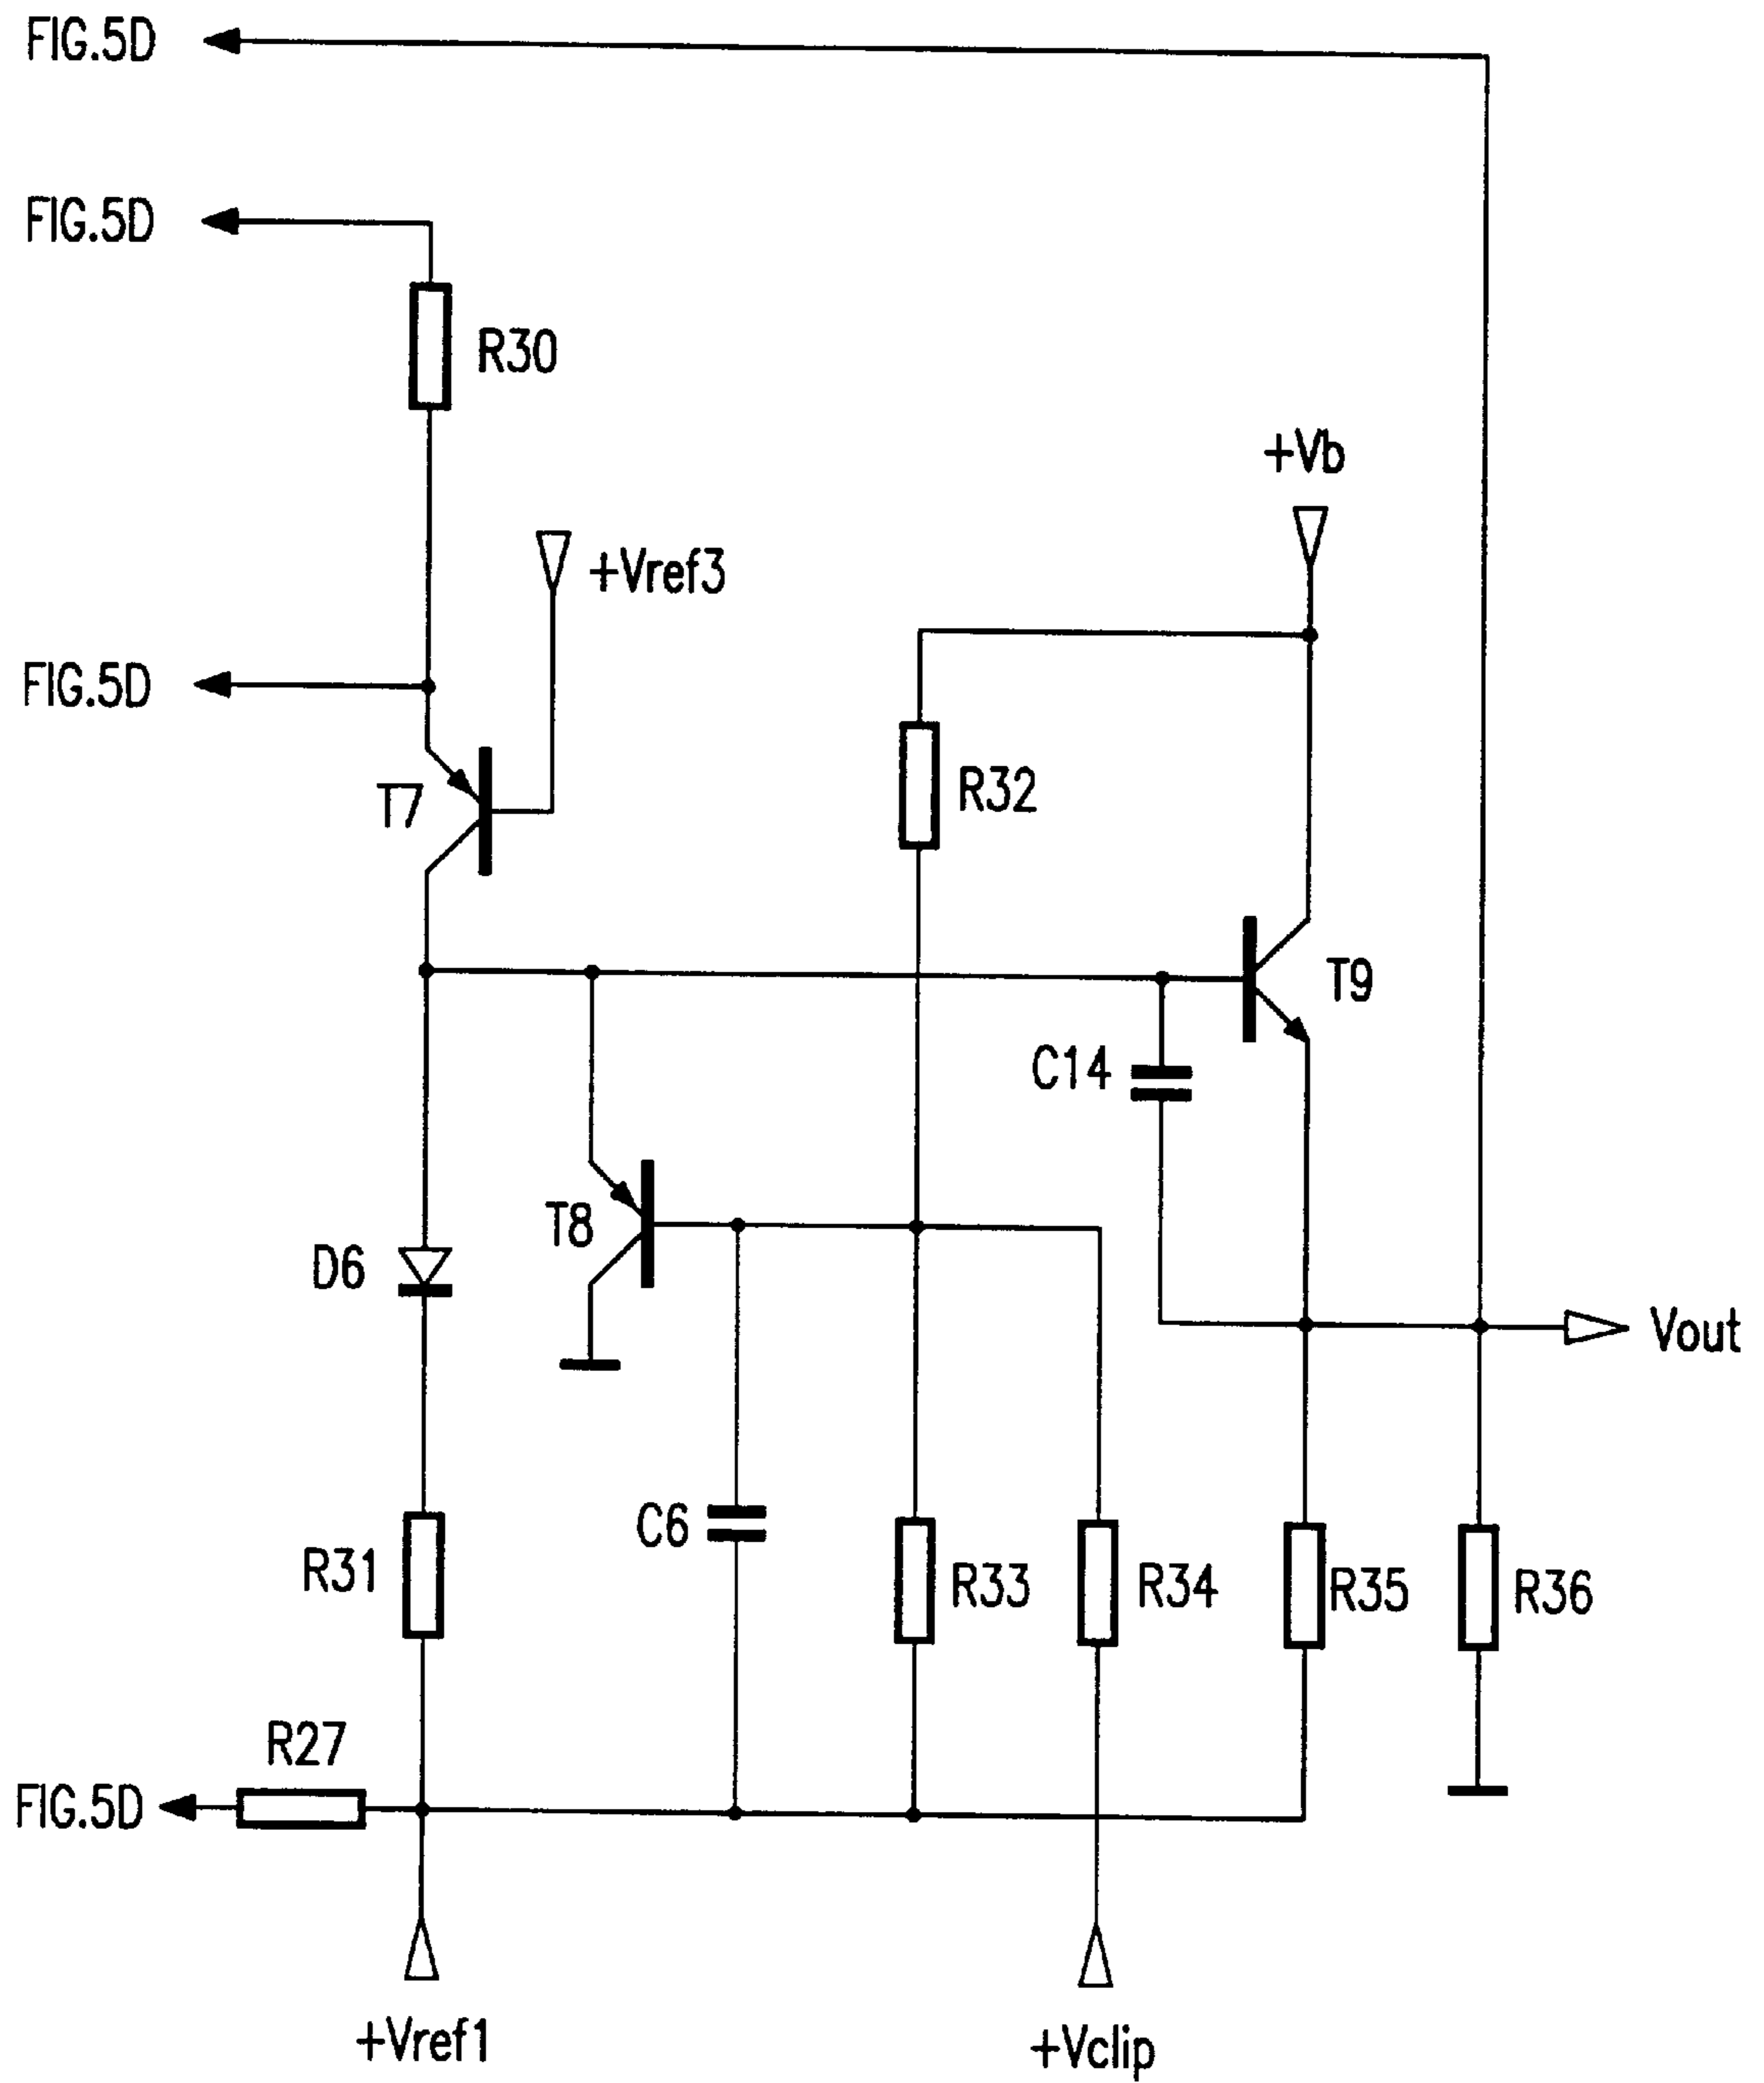 FIG.5D
FIG.5D
R30
+Vb
+Vref3
FIG.5D
R32
T7
T9
C14
T8
D6
Vout
C6
R31
R33
R34
R35
R36
R27
FIG.5D
+Vref1
+Vclip